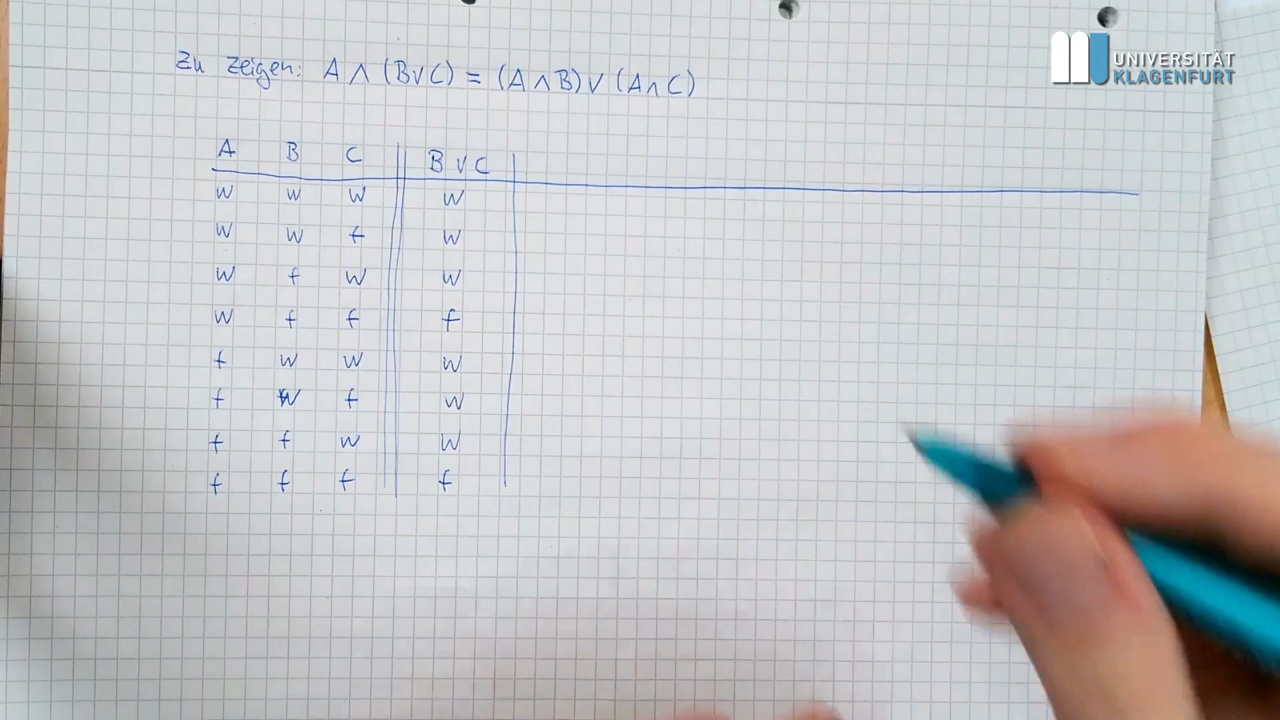 Zu zeigen: A ∧ (B∨C) = (A∧B) ∨ (A∧C)
UNIVERSITÄT
KLAGENFURT
A B C B ∨ C
w w w w
w w f w
w f w w
w f f f
f w w w
f w f w
f f w w
f f f f